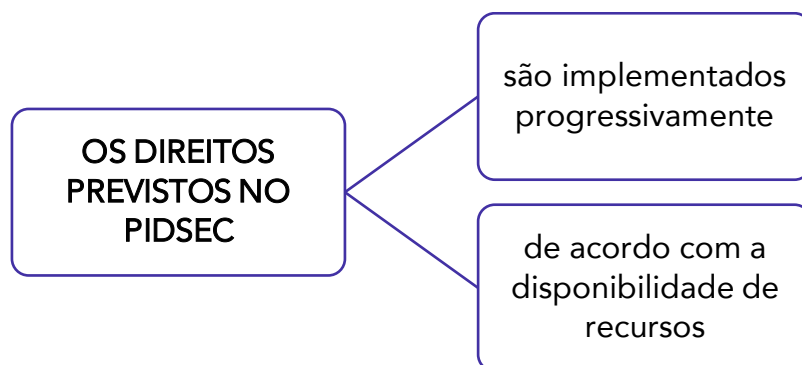 OS DIREITOS
PREVISTOS NO
PIDSEC
são implementados
progressivamente
de acordo com a
disponibilidade de
recursos